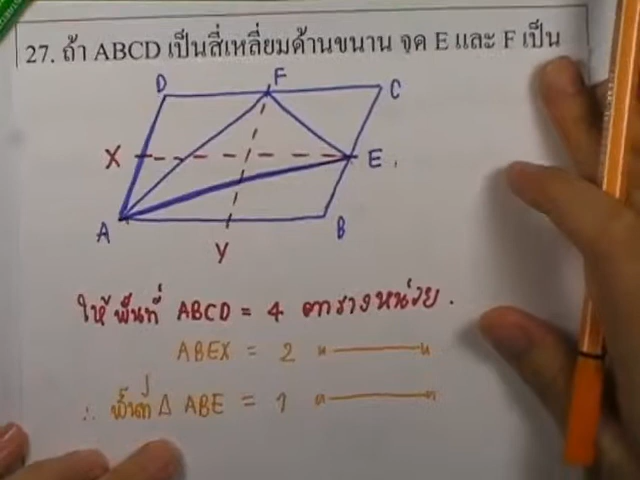 27. ถ้า ABCD เป็นสี่เหลี่ยมด้านขนาน จุด E และ F เป็น
D F C
X E
A B
Y
ให้พื้นที่ ABCD = 4 ตารางหน่วย.
ABEX = 2 " "
∴ พื้นที่ Δ ABE = 1 " "